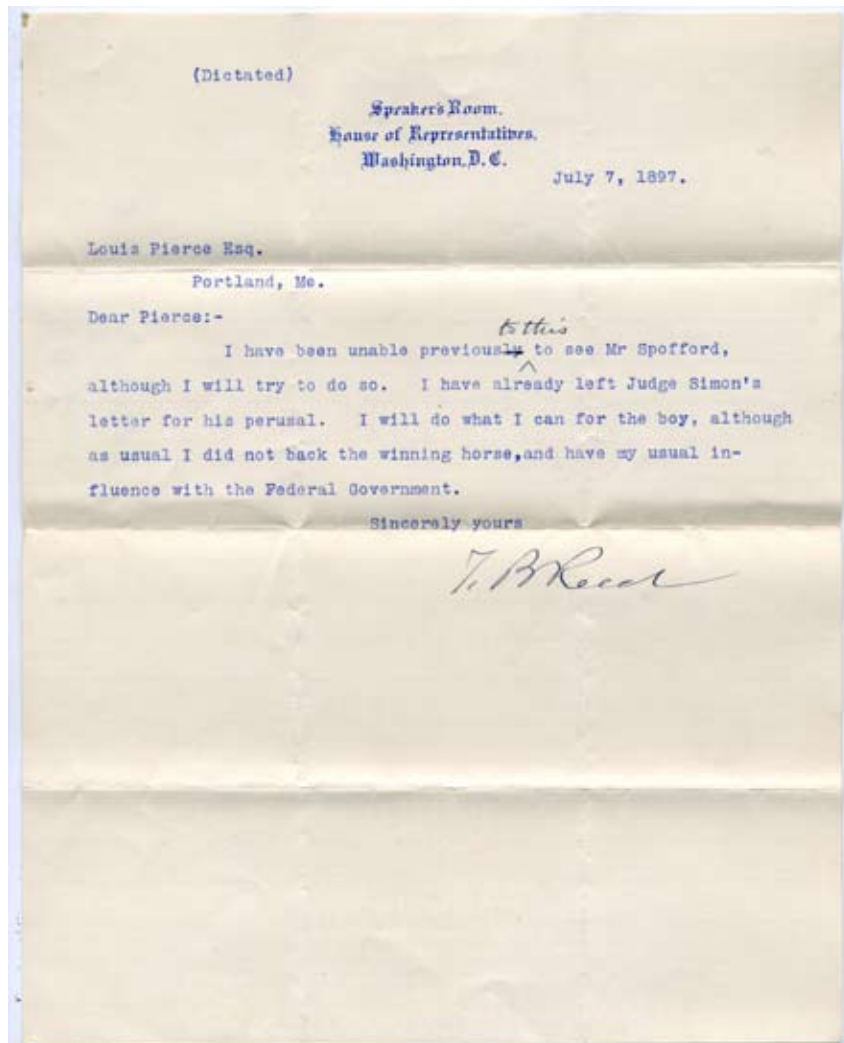 (Dictated)
Speaker's Room.
House of Representatives.
Washington, D. C.
July 7, 1897.
Louis Pierce Esq.
Portland, Me.
Dear Pierce:-
to this
I have been unable previously to see Mr Spofford,
although I will try to do so. I have already left Judge Simon's
letter for his perusal. I will do what I can for the boy, although
as usual I did not back the winning horse,and have my usual in-
fluence with the Federal Government.
Sincerely yours
T. B Reed